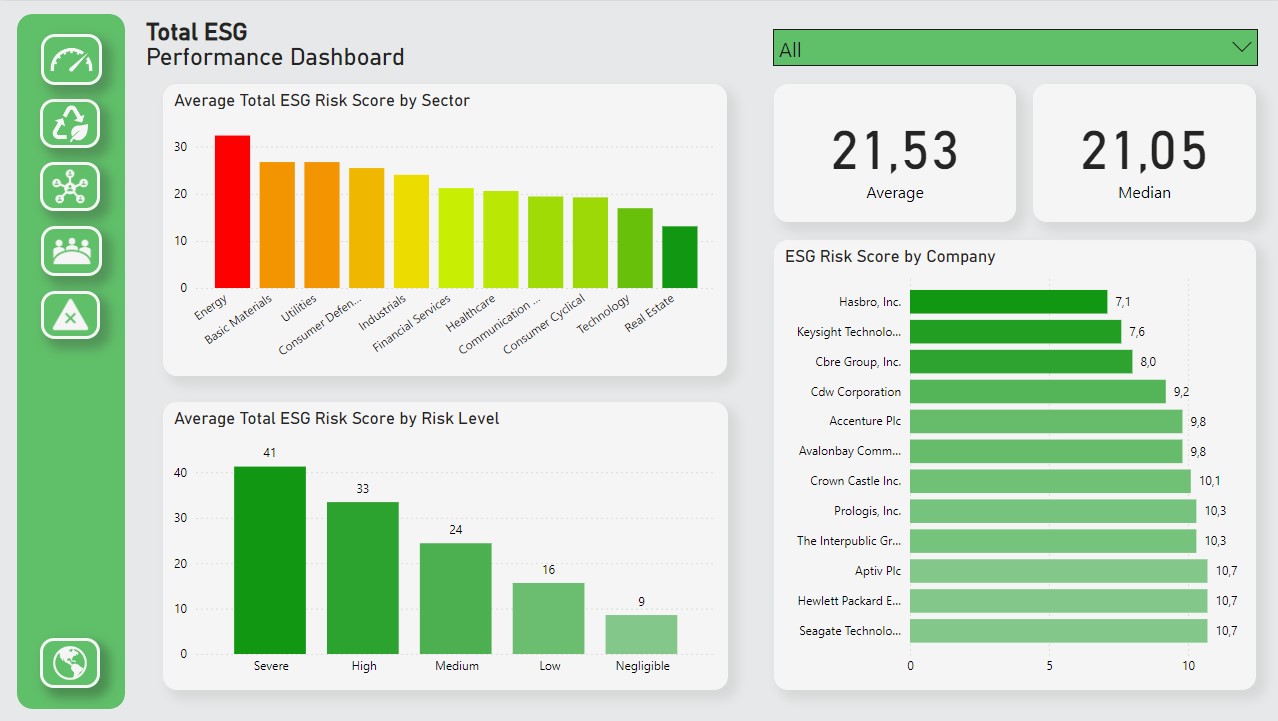 Total ESG
Performance Dashboard
All
Average Total ESG Risk Score by Sector
30
20
10
0
Energy
Basic Materials
Utilities
Consumer Defen...
Industrials
Financial Services
Healthcare
Communication ...
Consumer Cyclical
Technology
Real Estate
21,53
Average
21,05
Median
Average Total ESG Risk Score by Risk Level
40
30
20
10
0
41
33
24
16
9
Severe
High
Medium
Low
Negligible
ESG Risk Score by Company
Hasbro, Inc. 7,1
Keysight Technolo... 7,6
Cbre Group, Inc. 8,0
Cdw Corporation 9,2
Accenture Plc 9,8
Avalonbay Comm... 9,8
Crown Castle Inc. 10,1
Prologis, Inc. 10,3
The Interpublic Gr... 10,3
Aptiv Plc 10,7
Hewlett Packard E... 10,7
Seagate Technolo... 10,7
0 5 10